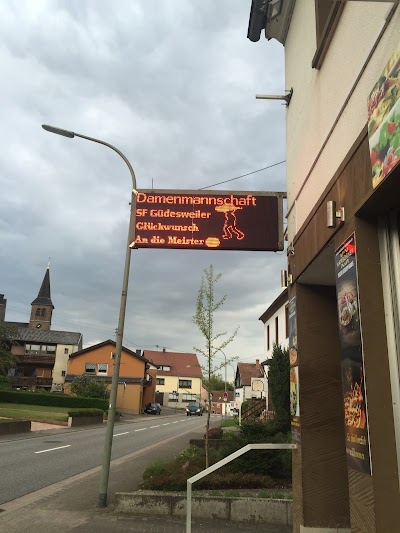 Damenmannschaft
SF Güdesweiler
Glückwunsch
An die Meister